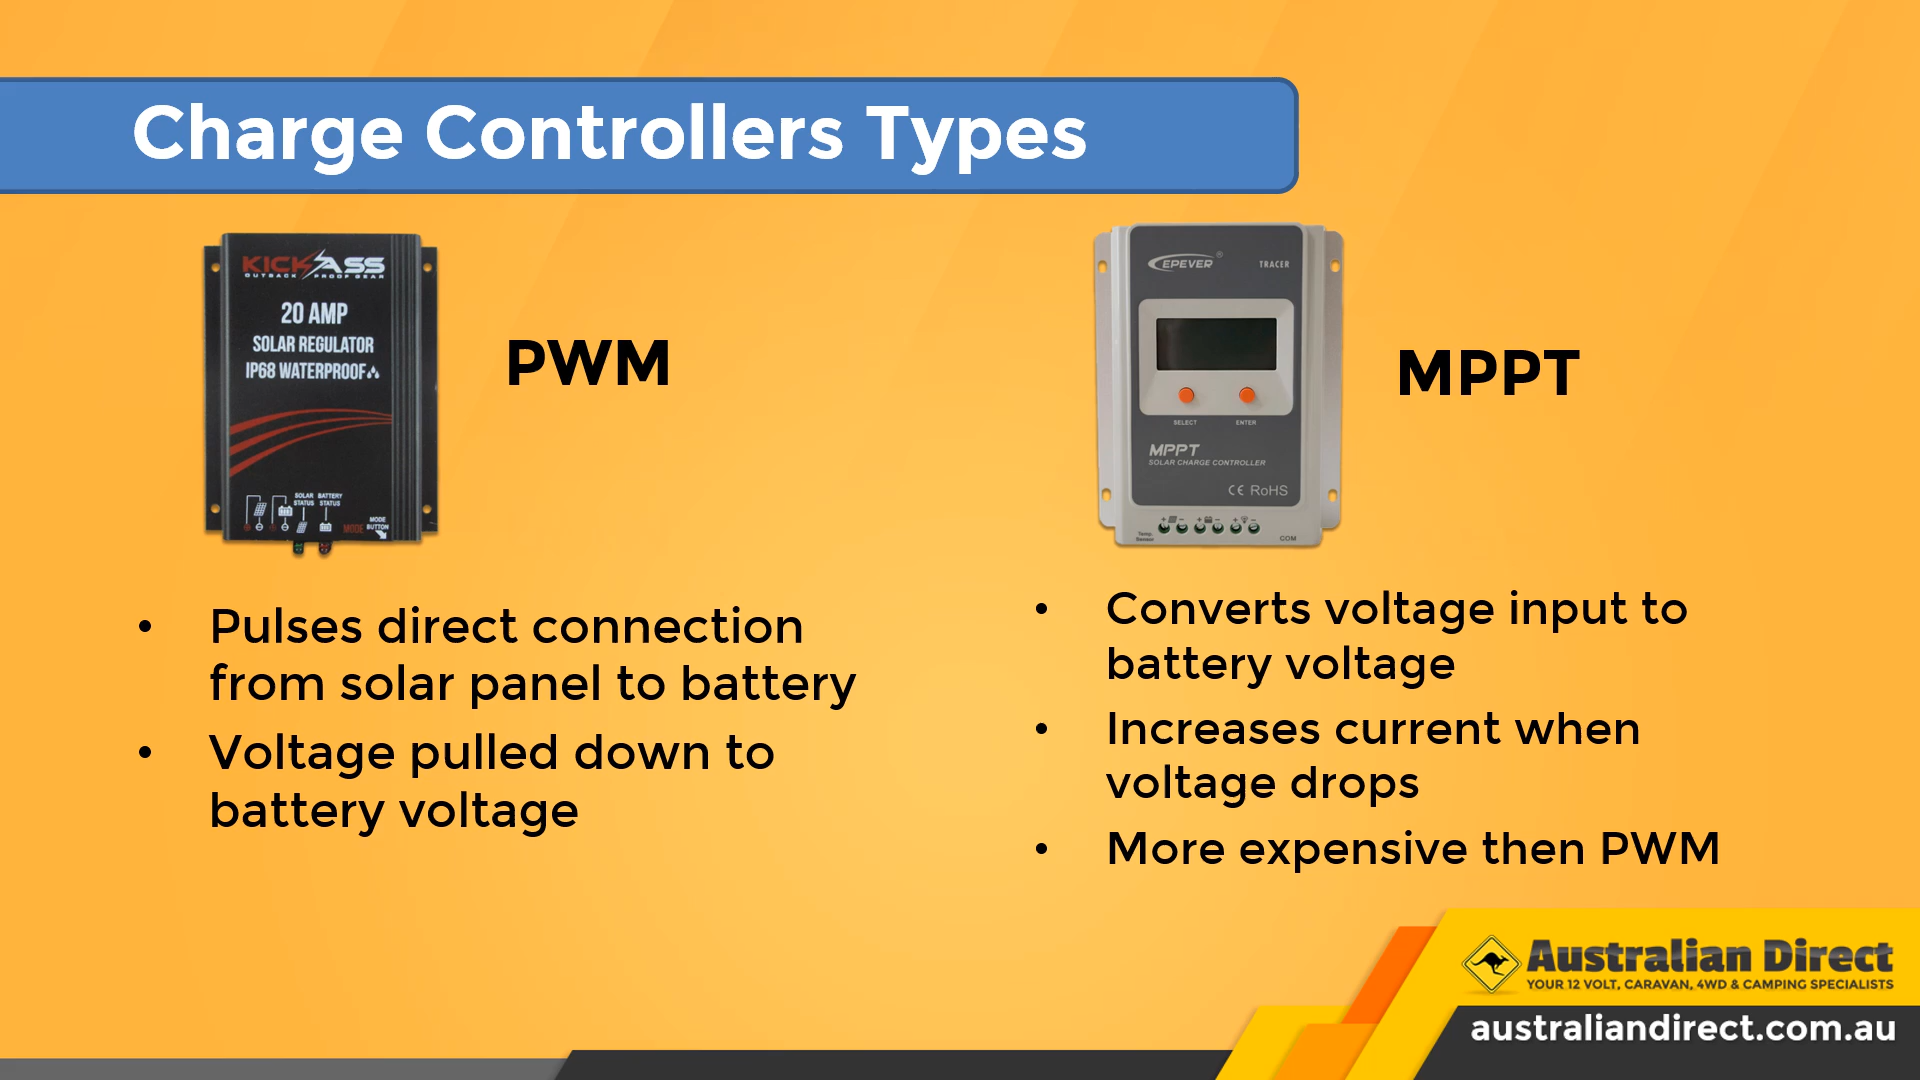 Charge Controllers Types
KICKASS
OUTBACK PROOF GEAR
20 AMP
SOLAR REGULATOR
IP68 WATERPROOF
SOLAR STATUS
BATTERY STATUS
MODE
MODE BUTTON
PWM
EPEVER®
TRACER
SELECT
ENTER
MPPT
SOLAR CHARGE CONTROLLER
CE RoHS
Temp. Sensor
COM
MPPT
• Pulses direct connection
from solar panel to battery
• Voltage pulled down to
battery voltage
• Converts voltage input to
battery voltage
• Increases current when
voltage drops
• More expensive then PWM
Australian Direct
YOUR 12 VOLT, CARAVAN, 4WD & CAMPING SPECIALISTS
australiandirect.com.au